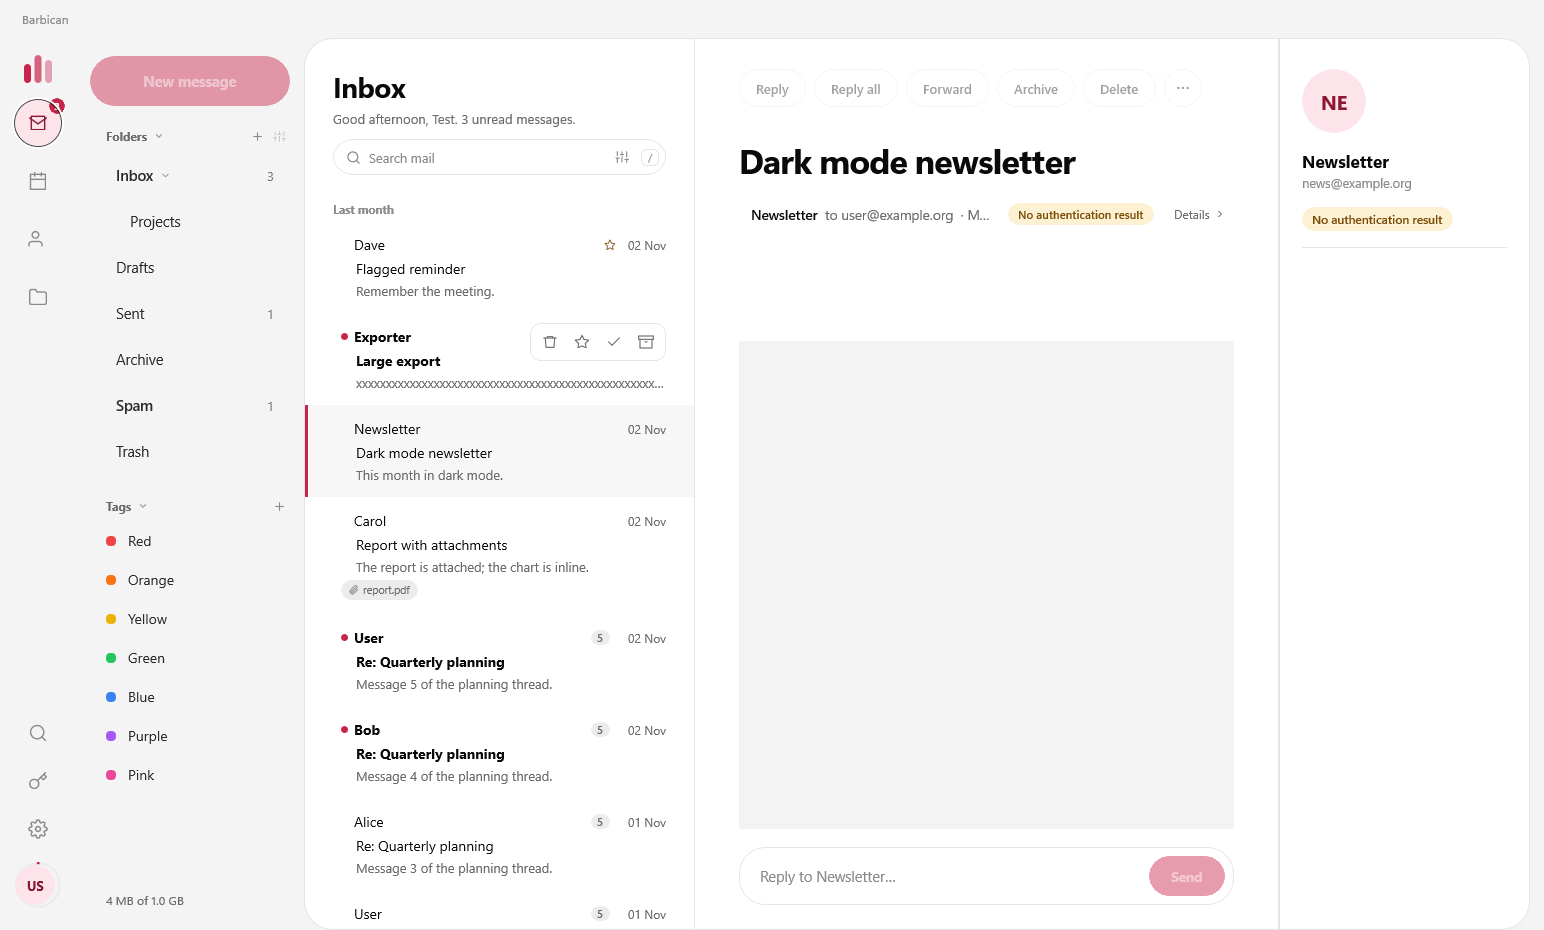 Barbican
New message
Folders
Inbox 3
Projects
Drafts
Sent 1
Archive
Spam 1
Trash
Tags
Red
Orange
Yellow
Green
Blue
Purple
Pink
US
4 MB of 1.0 GB
Inbox
Good afternoon, Test. 3 unread messages.
Search mail /
Last month
Dave 02 Nov
Flagged reminder
Remember the meeting.
Exporter
Large export
xxxxxxxxxxxxxxxxxxxxxxxxxxxxxxxxxxxxxxxxxxxxxxxxxx...
Newsletter 02 Nov
Dark mode newsletter
This month in dark mode.
Carol 02 Nov
Report with attachments
The report is attached; the chart is inline.
report.pdf
User 5 02 Nov
Re: Quarterly planning
Message 5 of the planning thread.
Bob 5 02 Nov
Re: Quarterly planning
Message 4 of the planning thread.
Alice 5 01 Nov
Re: Quarterly planning
Message 3 of the planning thread.
User 5 01 Nov
Reply Reply all Forward Archive Delete ···
Dark mode newsletter
Newsletter to user@example.org · M... No authentication result Details
Reply to Newsletter... Send
NE
Newsletter
news@example.org
No authentication result